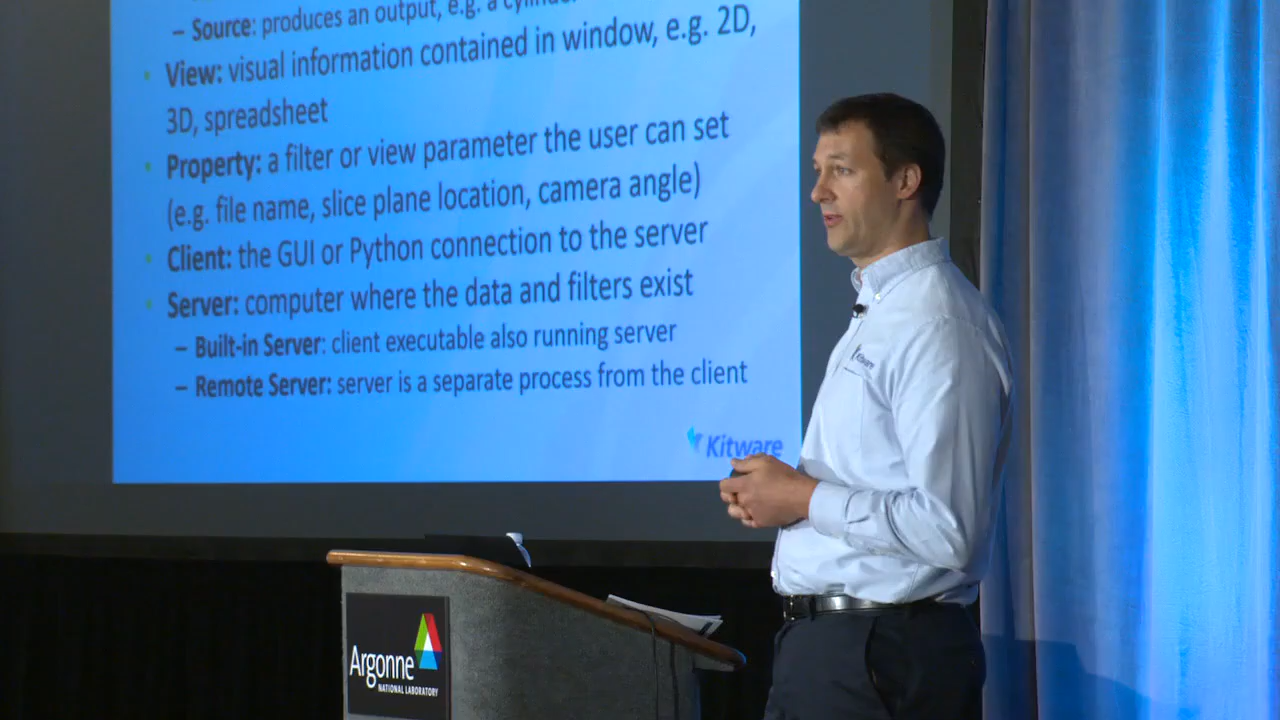 – Source: produces an output, e.g. a
View: visual information contained in window, e.g. 2D,
3D, spreadsheet
Property: a filter or view parameter the user can set
(e.g. file name, slice plane location, camera angle)
Client: the GUI or Python connection to the server
Server: computer where the data and filters exist
– Built-in Server: client executable also running server
– Remote Server: server is a separate process from the client
Kitware
Kitware
Argonne
NATIONAL LABORATORY